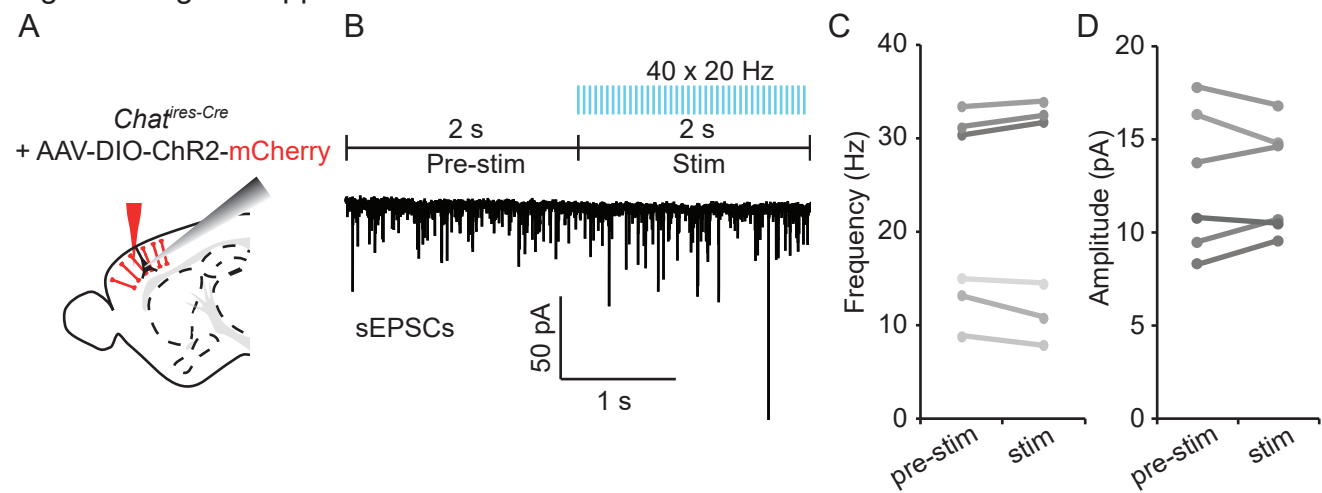 A
Chat^ires-Cre
+ AAV-DIO-ChR2-mCherry
B
40 x 20 Hz
2 s
2 s
Pre-stim
Stim
sEPSCs
50 pA
1 s
C
Frequency (Hz)
40
30
20
10
0
pre-stim
stim
D
Amplitude (pA)
20
15
10
5
0
pre-stim
stim